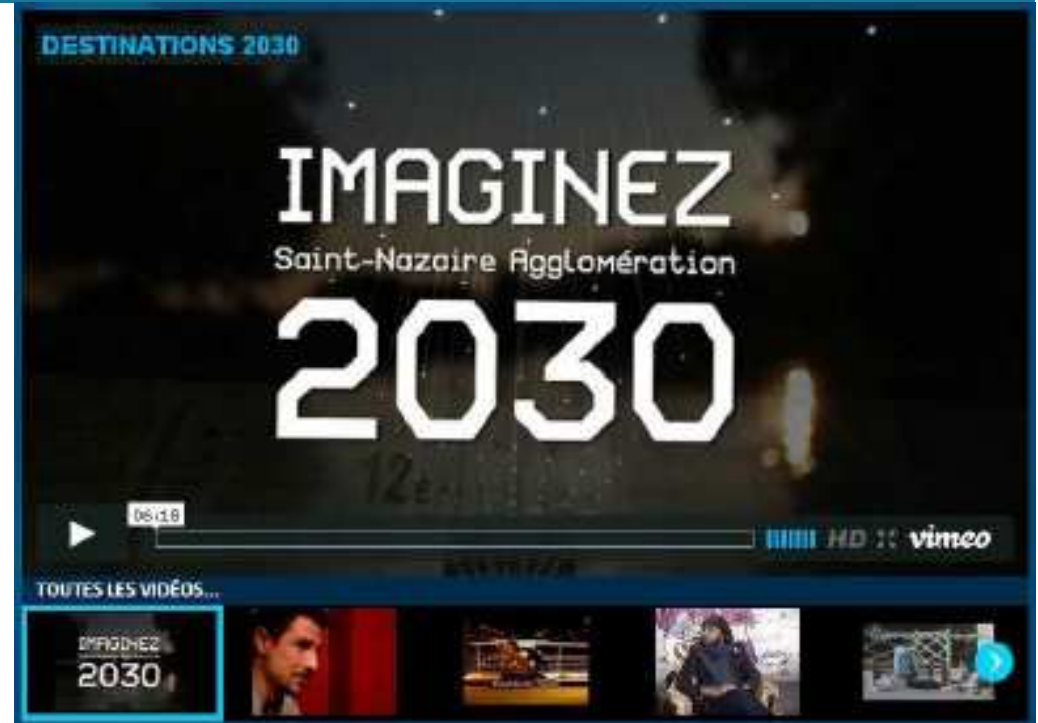 DESTINATIONS 2030
IMAGINEZ
Saint-Nazaire Agglomération
2030
06:18
HD vimeo
TOUTES LES VIDÉOS...
IMAGINEZ
2030